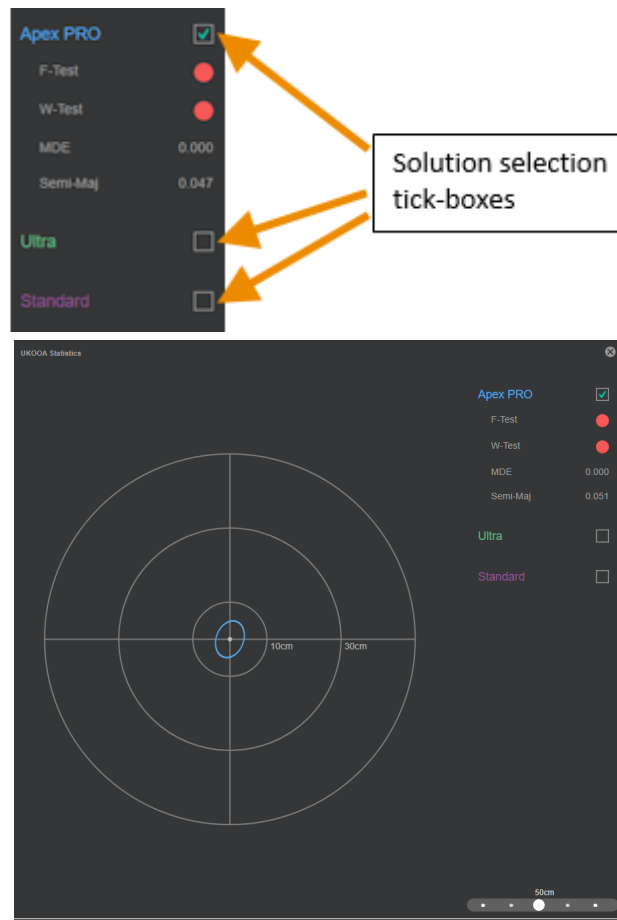 Apex PRO
F-Test
W-Test
MDE 0.000
Semi-Maj 0.047
Ultra
Standard
Solution selection
tick-boxes
UKOOA Statistics
Apex PRO
F-Test
W-Test
MDE 0.000
Semi-Maj 0.051
Ultra
Standard
10cm 30cm
50cm